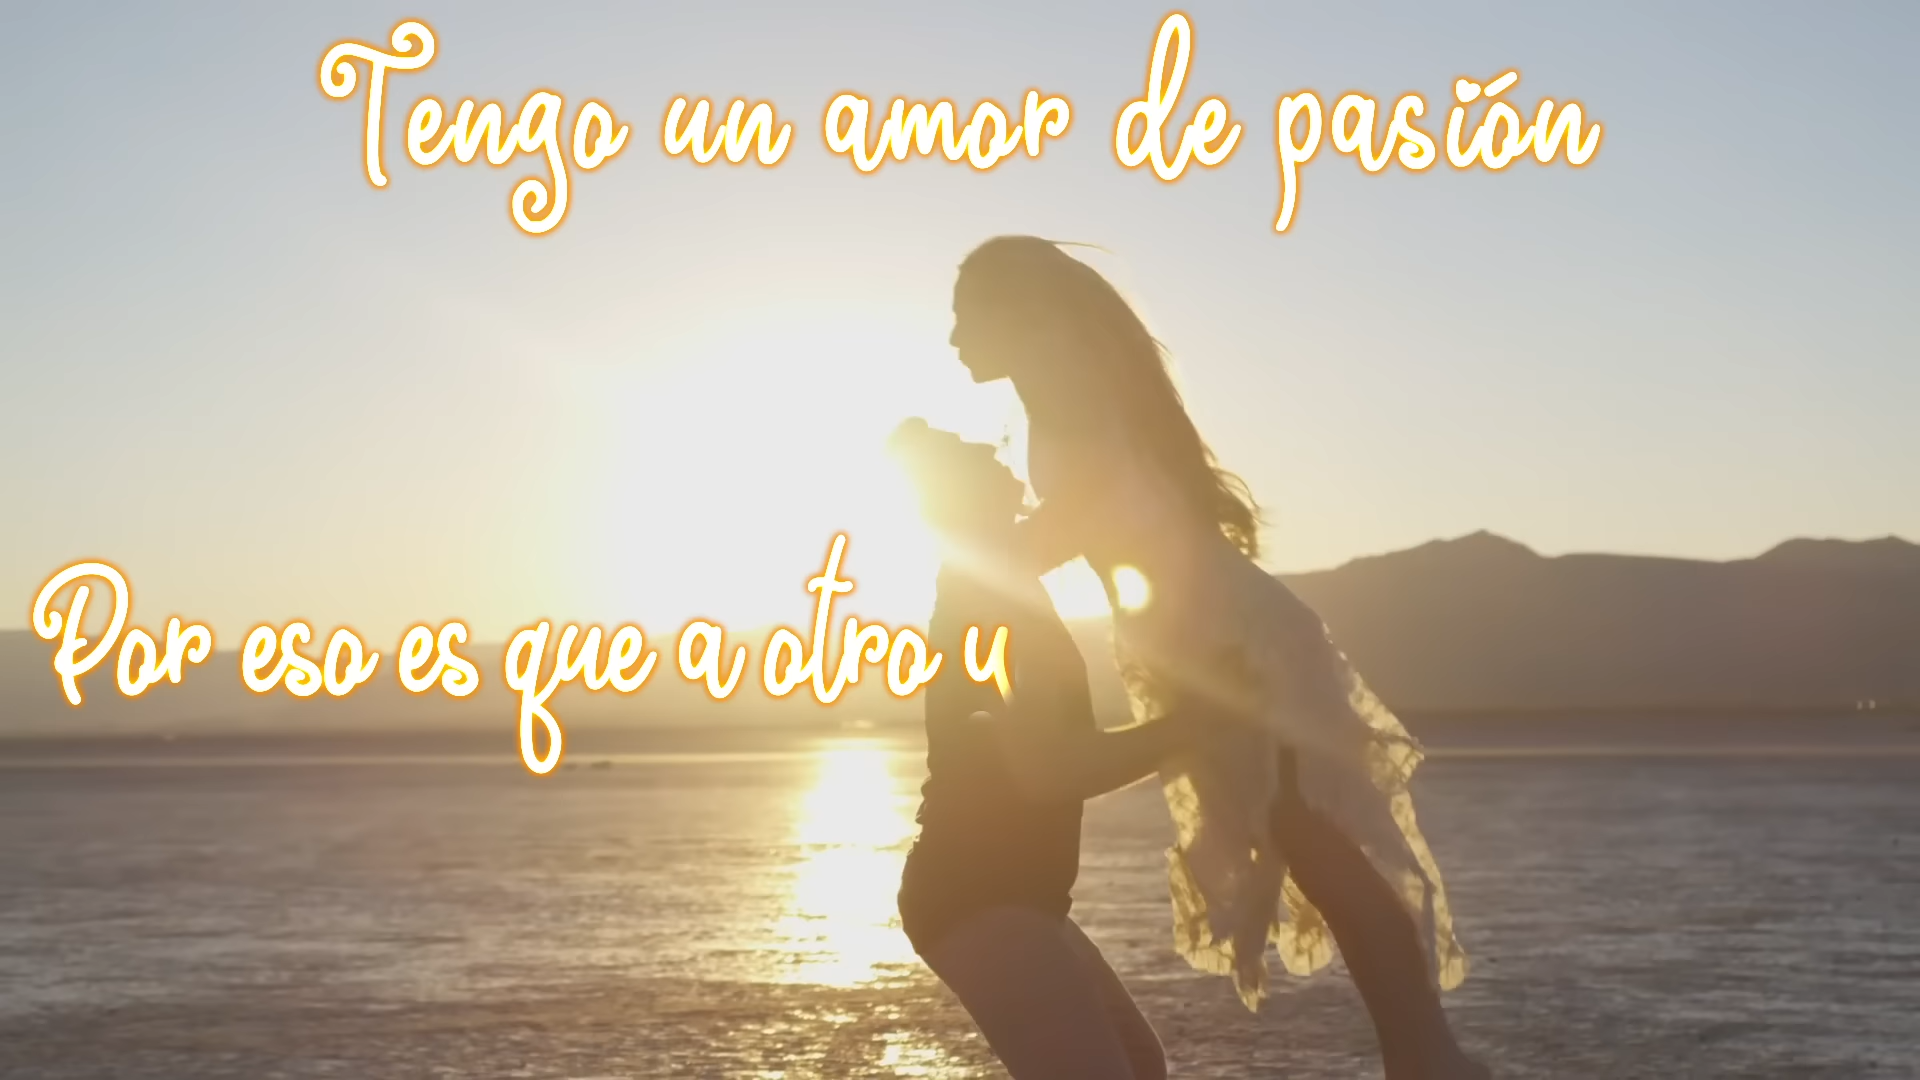 Tengo un amor de pasión
Por eso es que a otro